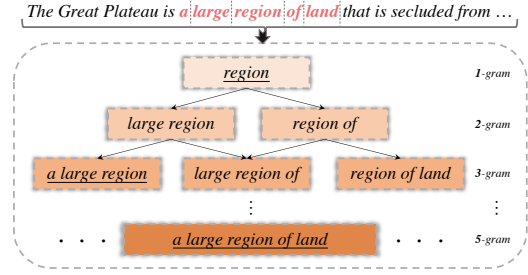 The Great Plateau is a large region of land that is secluded from ...
region 1-gram
large region region of 2-gram
a large region large region of region of land 3-gram
⋮ ⋮
. . . a large region of land . . . 5-gram